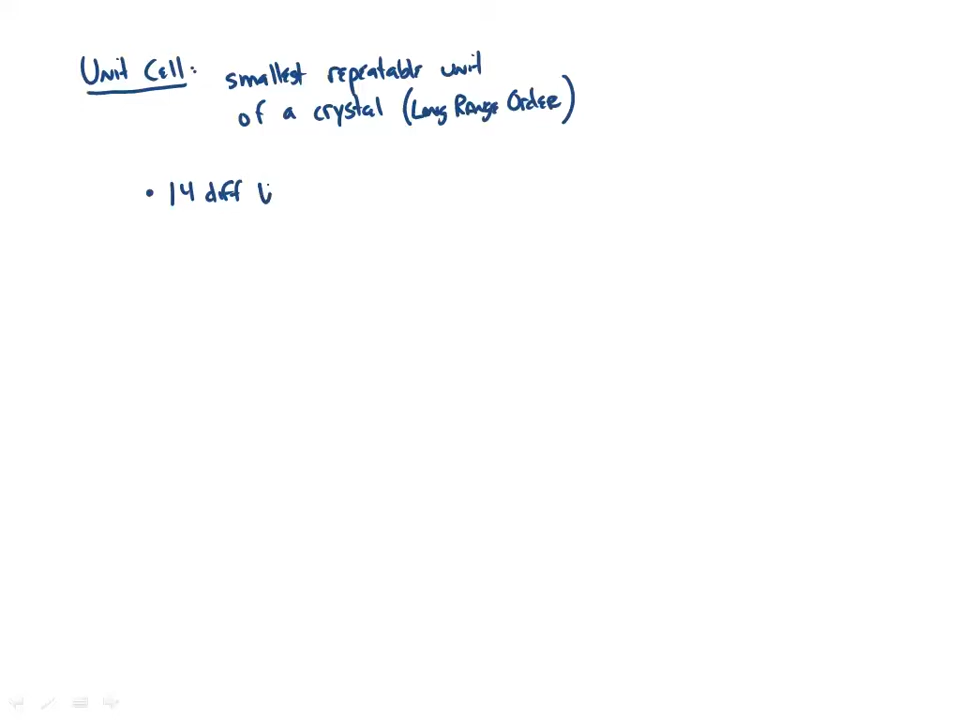 Unit Cell: smallest repeatable unit
of a crystal (Long Range Order)
• 14 diff U